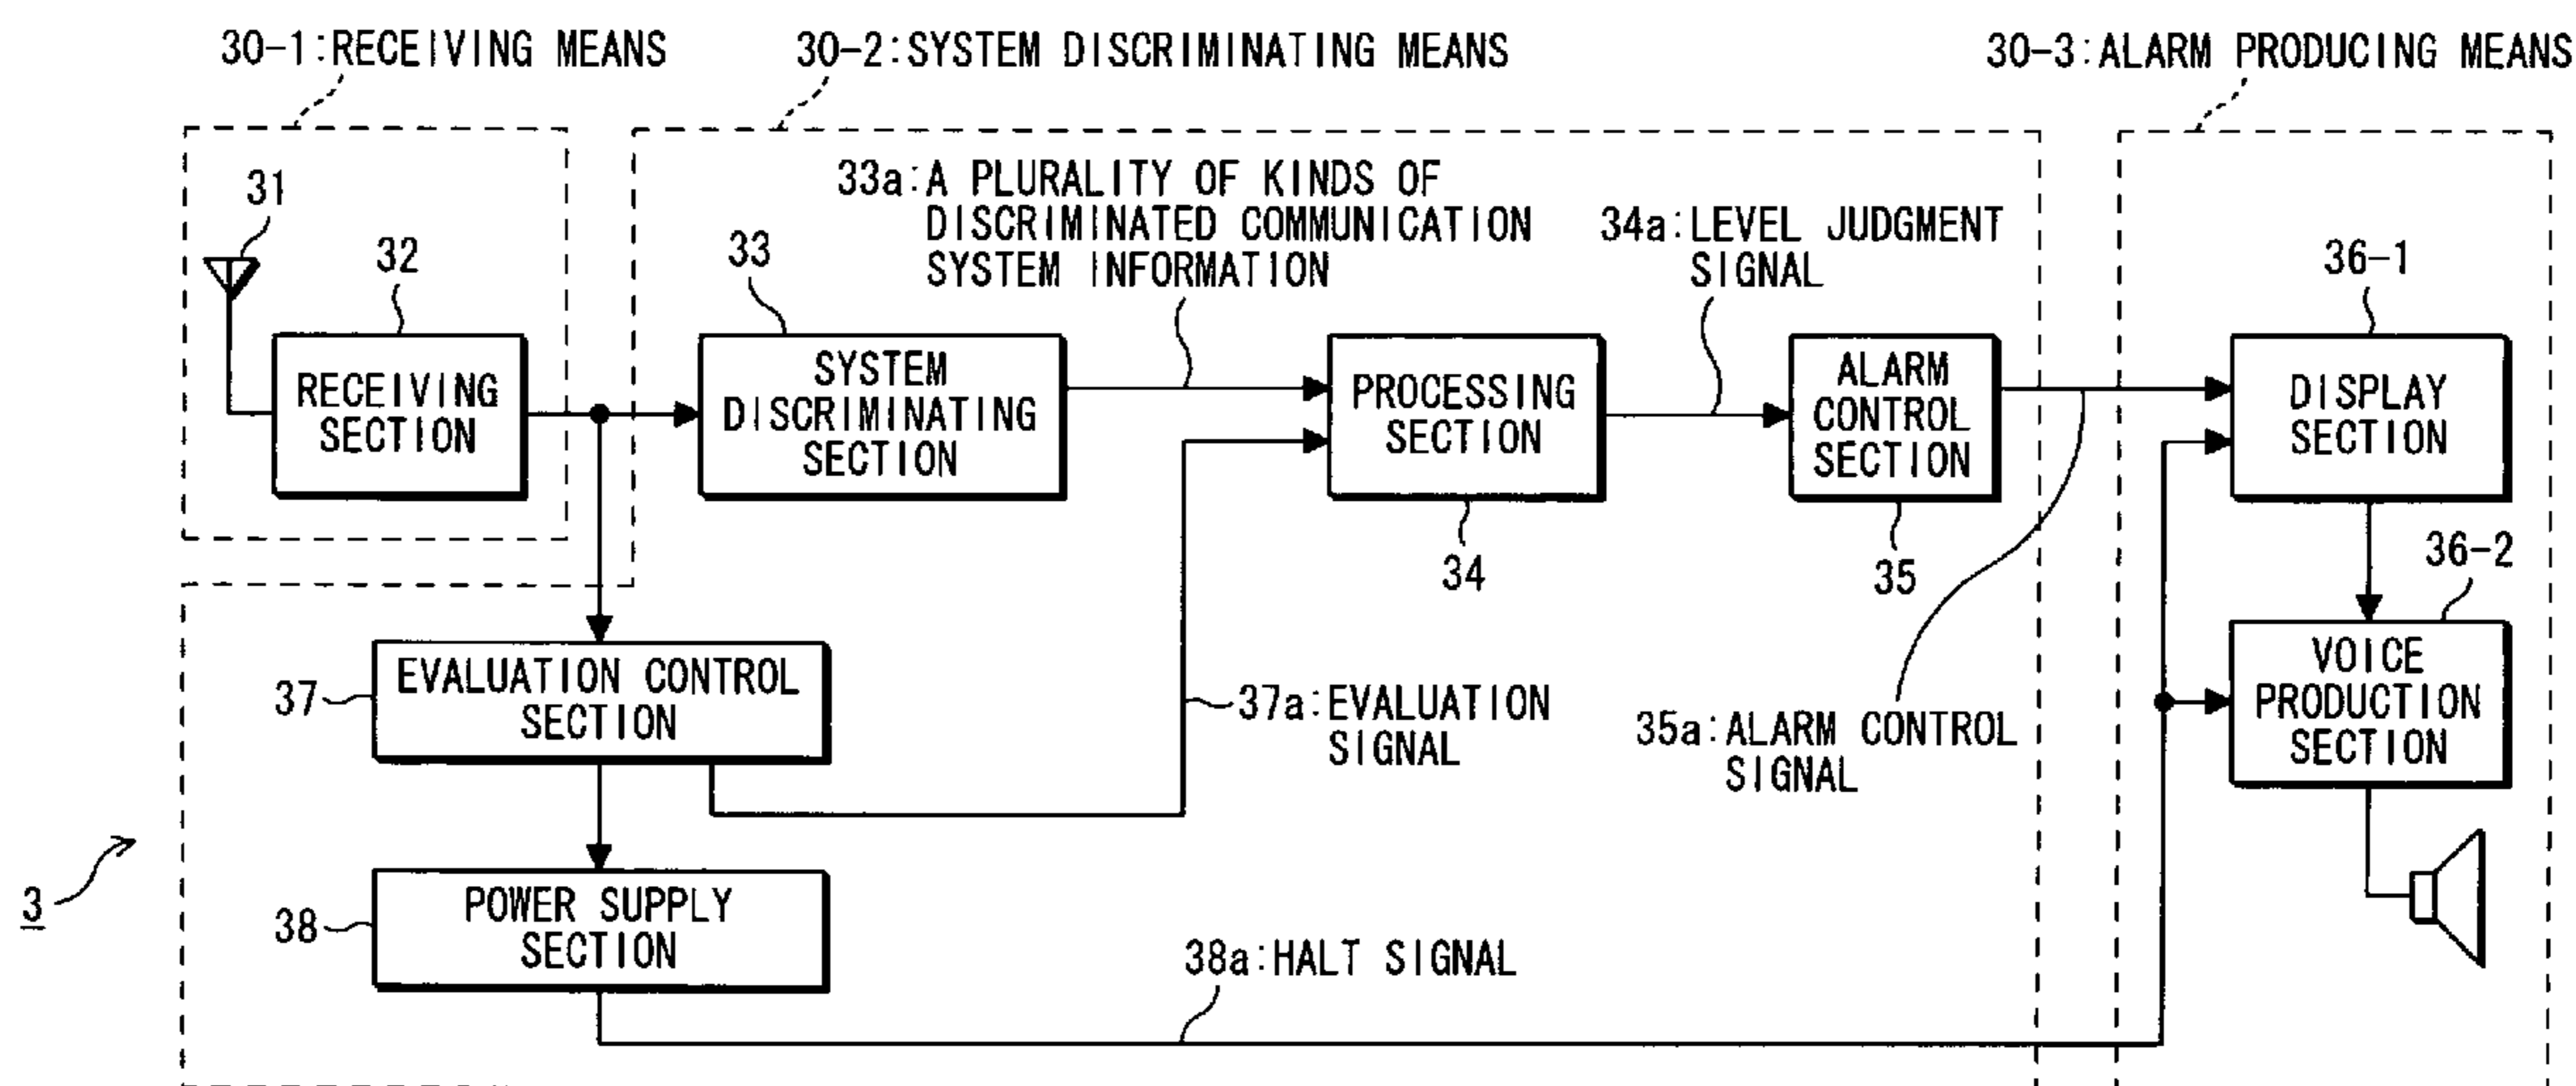 30-1:RECEIVING MEANS
30-2:SYSTEM DISCRIMINATING MEANS
30-3:ALARM PRODUCING MEANS
31
32
RECEIVING
SECTION
33
SYSTEM
DISCRIMINATING
SECTION
33a:A PLURALITY OF KINDS OF
DISCRIMINATED COMMUNICATION
SYSTEM INFORMATION
PROCESSING
SECTION
34
34a:LEVEL JUDGMENT
SIGNAL
ALARM
CONTROL
SECTION
35
36-1
DISPLAY
SECTION
36-2
VOICE
PRODUCTION
SECTION
37
EVALUATION CONTROL
SECTION
37a:EVALUATION
SIGNAL
35a:ALARM CONTROL
SIGNAL
3
38
POWER SUPPLY
SECTION
38a:HALT SIGNAL